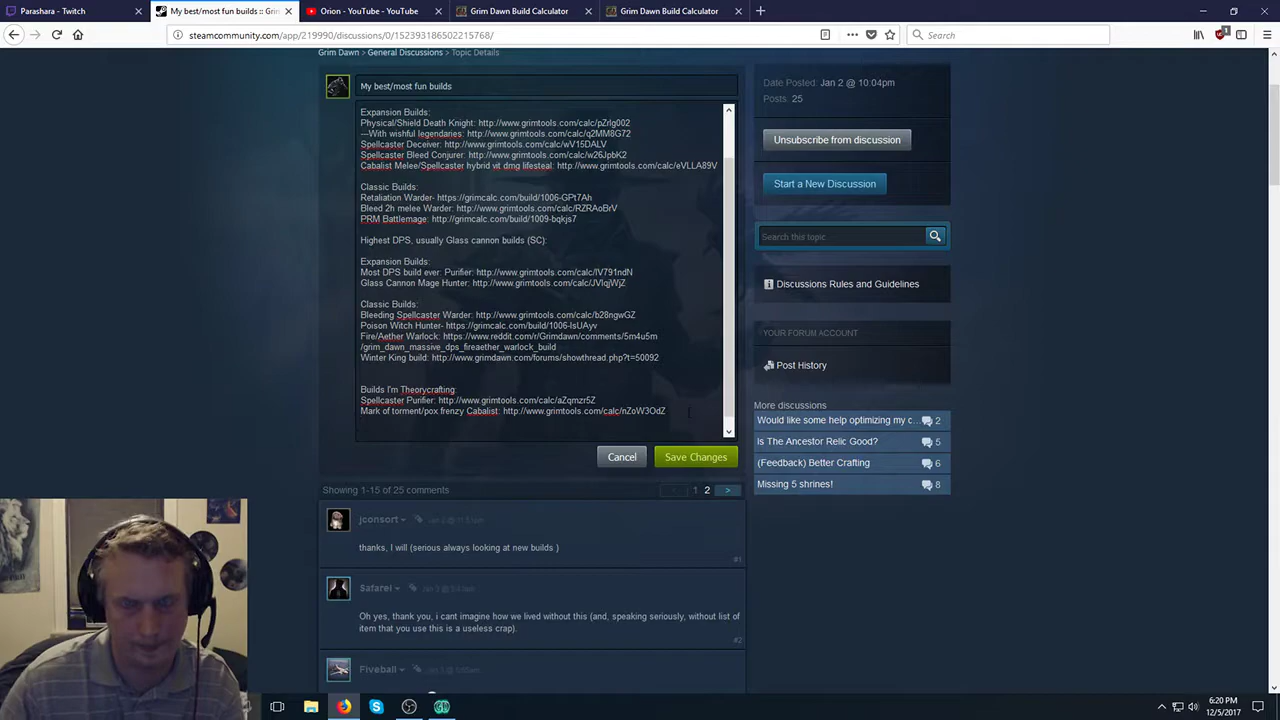 Parashara - Twitch
My best/most fun builds :: Gri
Orion - YouTube - YouTube
Grim Dawn Build Calculator
Grim Dawn Build Calculator
steamcommunity.com/app/219990/discussions/0/152393186502215768/
Search
Grim Dawn > General Discussions > Topic Details
My best/most fun builds
Expansion Builds:
Physical/Shield Death Knight: http://www.grimtools.com/calc/pZrlg002
---With wishful legendaries: http://www.grimtools.com/calc/q2MM8G72
Spellcaster Deceiver: http://www.grimtools.com/calc/wV15DALV
Spellcaster Bleed Conjurer: http://www.grimtools.com/calc/w26JpbK2
Cabalist Melee/Spellcaster hybrid vit dmg lifesteal: http://www.grimtools.com/calc/eVLLA89V
Classic Builds:
Retaliation Warder- https://grimcalc.com/build/1006-GPt7Ah
Bleed 2h melee Warder: http://www.grimtools.com/calc/RZRAoBrV
PRM Battlemage: http://grimcalc.com/build/1009-bqkjs7
Highest DPS, usually Glass cannon builds (SC):
Expansion Builds:
Most DPS build ever: Purifier: http://www.grimtools.com/calc/lV791ndN
Glass Cannon Mage Hunter: http://www.grimtools.com/calc/JVlqjWjZ
Classic Builds:
Bleeding Spellcaster Warder: http://www.grimtools.com/calc/b28ngwGZ
Poison Witch Hunter- https://grimcalc.com/build/1006-IsUAyv
Fire/Aether Warlock: https://www.reddit.com/r/Grimdawn/comments/5m4u5m
/grim_dawn_massive_dps_fireaether_warlock_build
Winter King build: http://www.grimdawn.com/forums/showthread.php?t=50092
Builds I'm Theorycrafting:
Spellcaster Purifier: http://www.grimtools.com/calc/aZqmzr5Z
Mark of torment/pox frenzy Cabalist: http://www.grimtools.com/calc/nZoW3OdZ
Cancel
Save Changes
Date Posted: Jan 2 @ 10:04pm
Posts: 25
Unsubscribe from discussion
Start a New Discussion
Search this topic
Discussions Rules and Guidelines
YOUR FORUM ACCOUNT
Post History
More discussions
Would like some help optimizing my c... 2
Is The Ancestor Relic Good? 5
(Feedback) Better Crafting 6
Missing 5 shrines! 8
Showing 1-15 of 25 comments
1 2 >
jconsort
Jan 2 @ 11:51pm
thanks, I will (serious always looking at new builds )
#1
Safarel
Jan 3 @ 5:41am
Oh yes, thank you, i cant imagine how we lived without this (and, speaking seriously, without list of
item that you use this is a useless crap).
#2
Fiveball
6:20 PM
12/5/2017